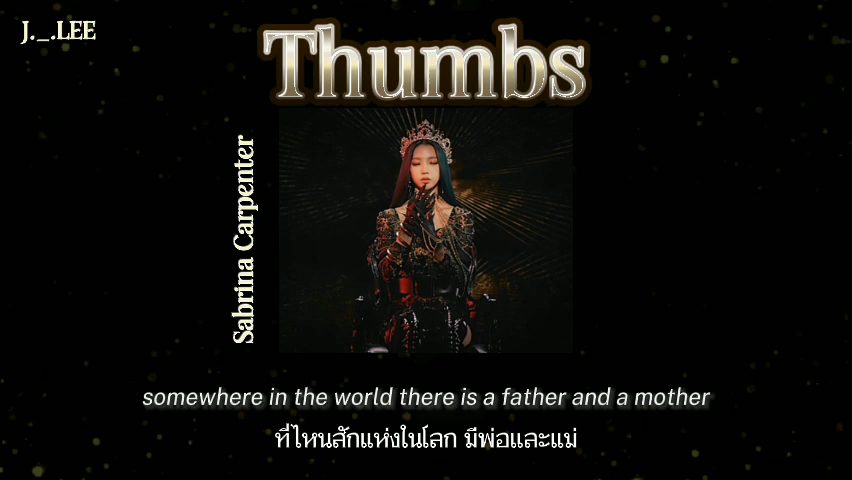 J._.LEE
Thumbs
Sabrina Carpenter
somewhere in the world there is a father and a mother
ที่ไหนสักแห่งในโลก มีพ่อและแม่